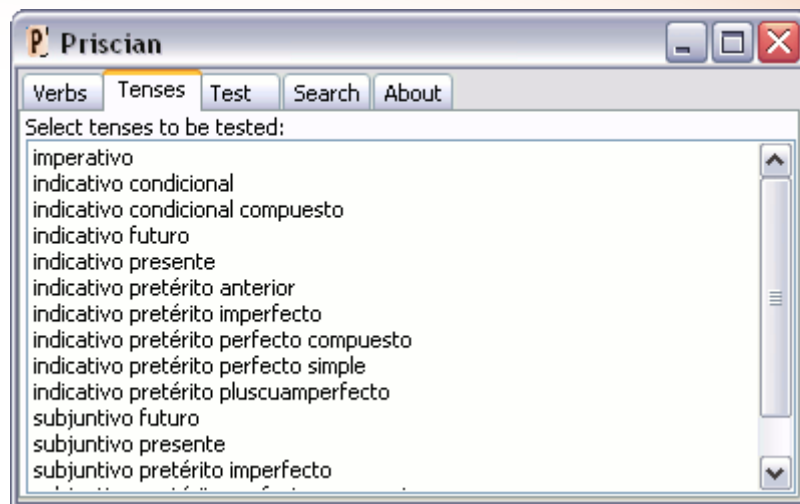 Priscian
Verbs Tenses Test Search About
Select tenses to be tested:
imperativo
indicativo condicional
indicativo condicional compuesto
indicativo futuro
indicativo presente
indicativo pretérito anterior
indicativo pretérito imperfecto
indicativo pretérito perfecto compuesto
indicativo pretérito perfecto simple
indicativo pretérito pluscuamperfecto
subjuntivo futuro
subjuntivo presente
subjuntivo pretérito imperfecto